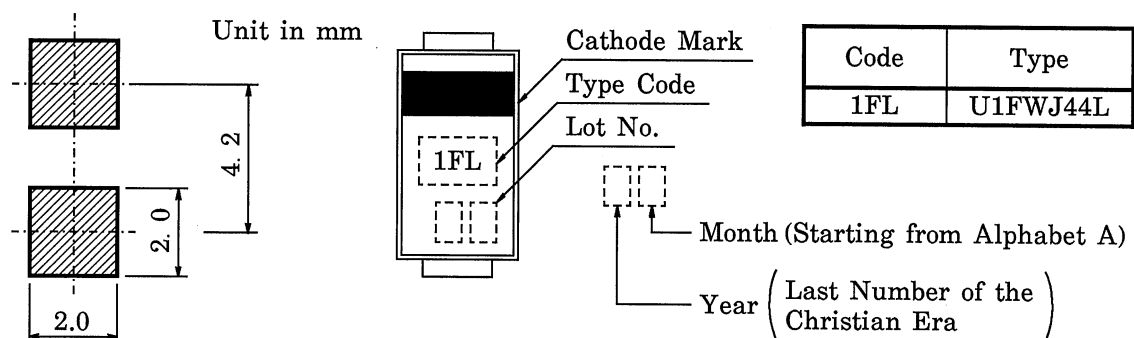 Unit in mm
4.2
2.0
2.0
Cathode Mark
Type Code
Lot No.
1FL
Month (Starting from Alphabet A)
Year (Last Number of the
Christian Era)
Code Type
1FL U1FWJ44L